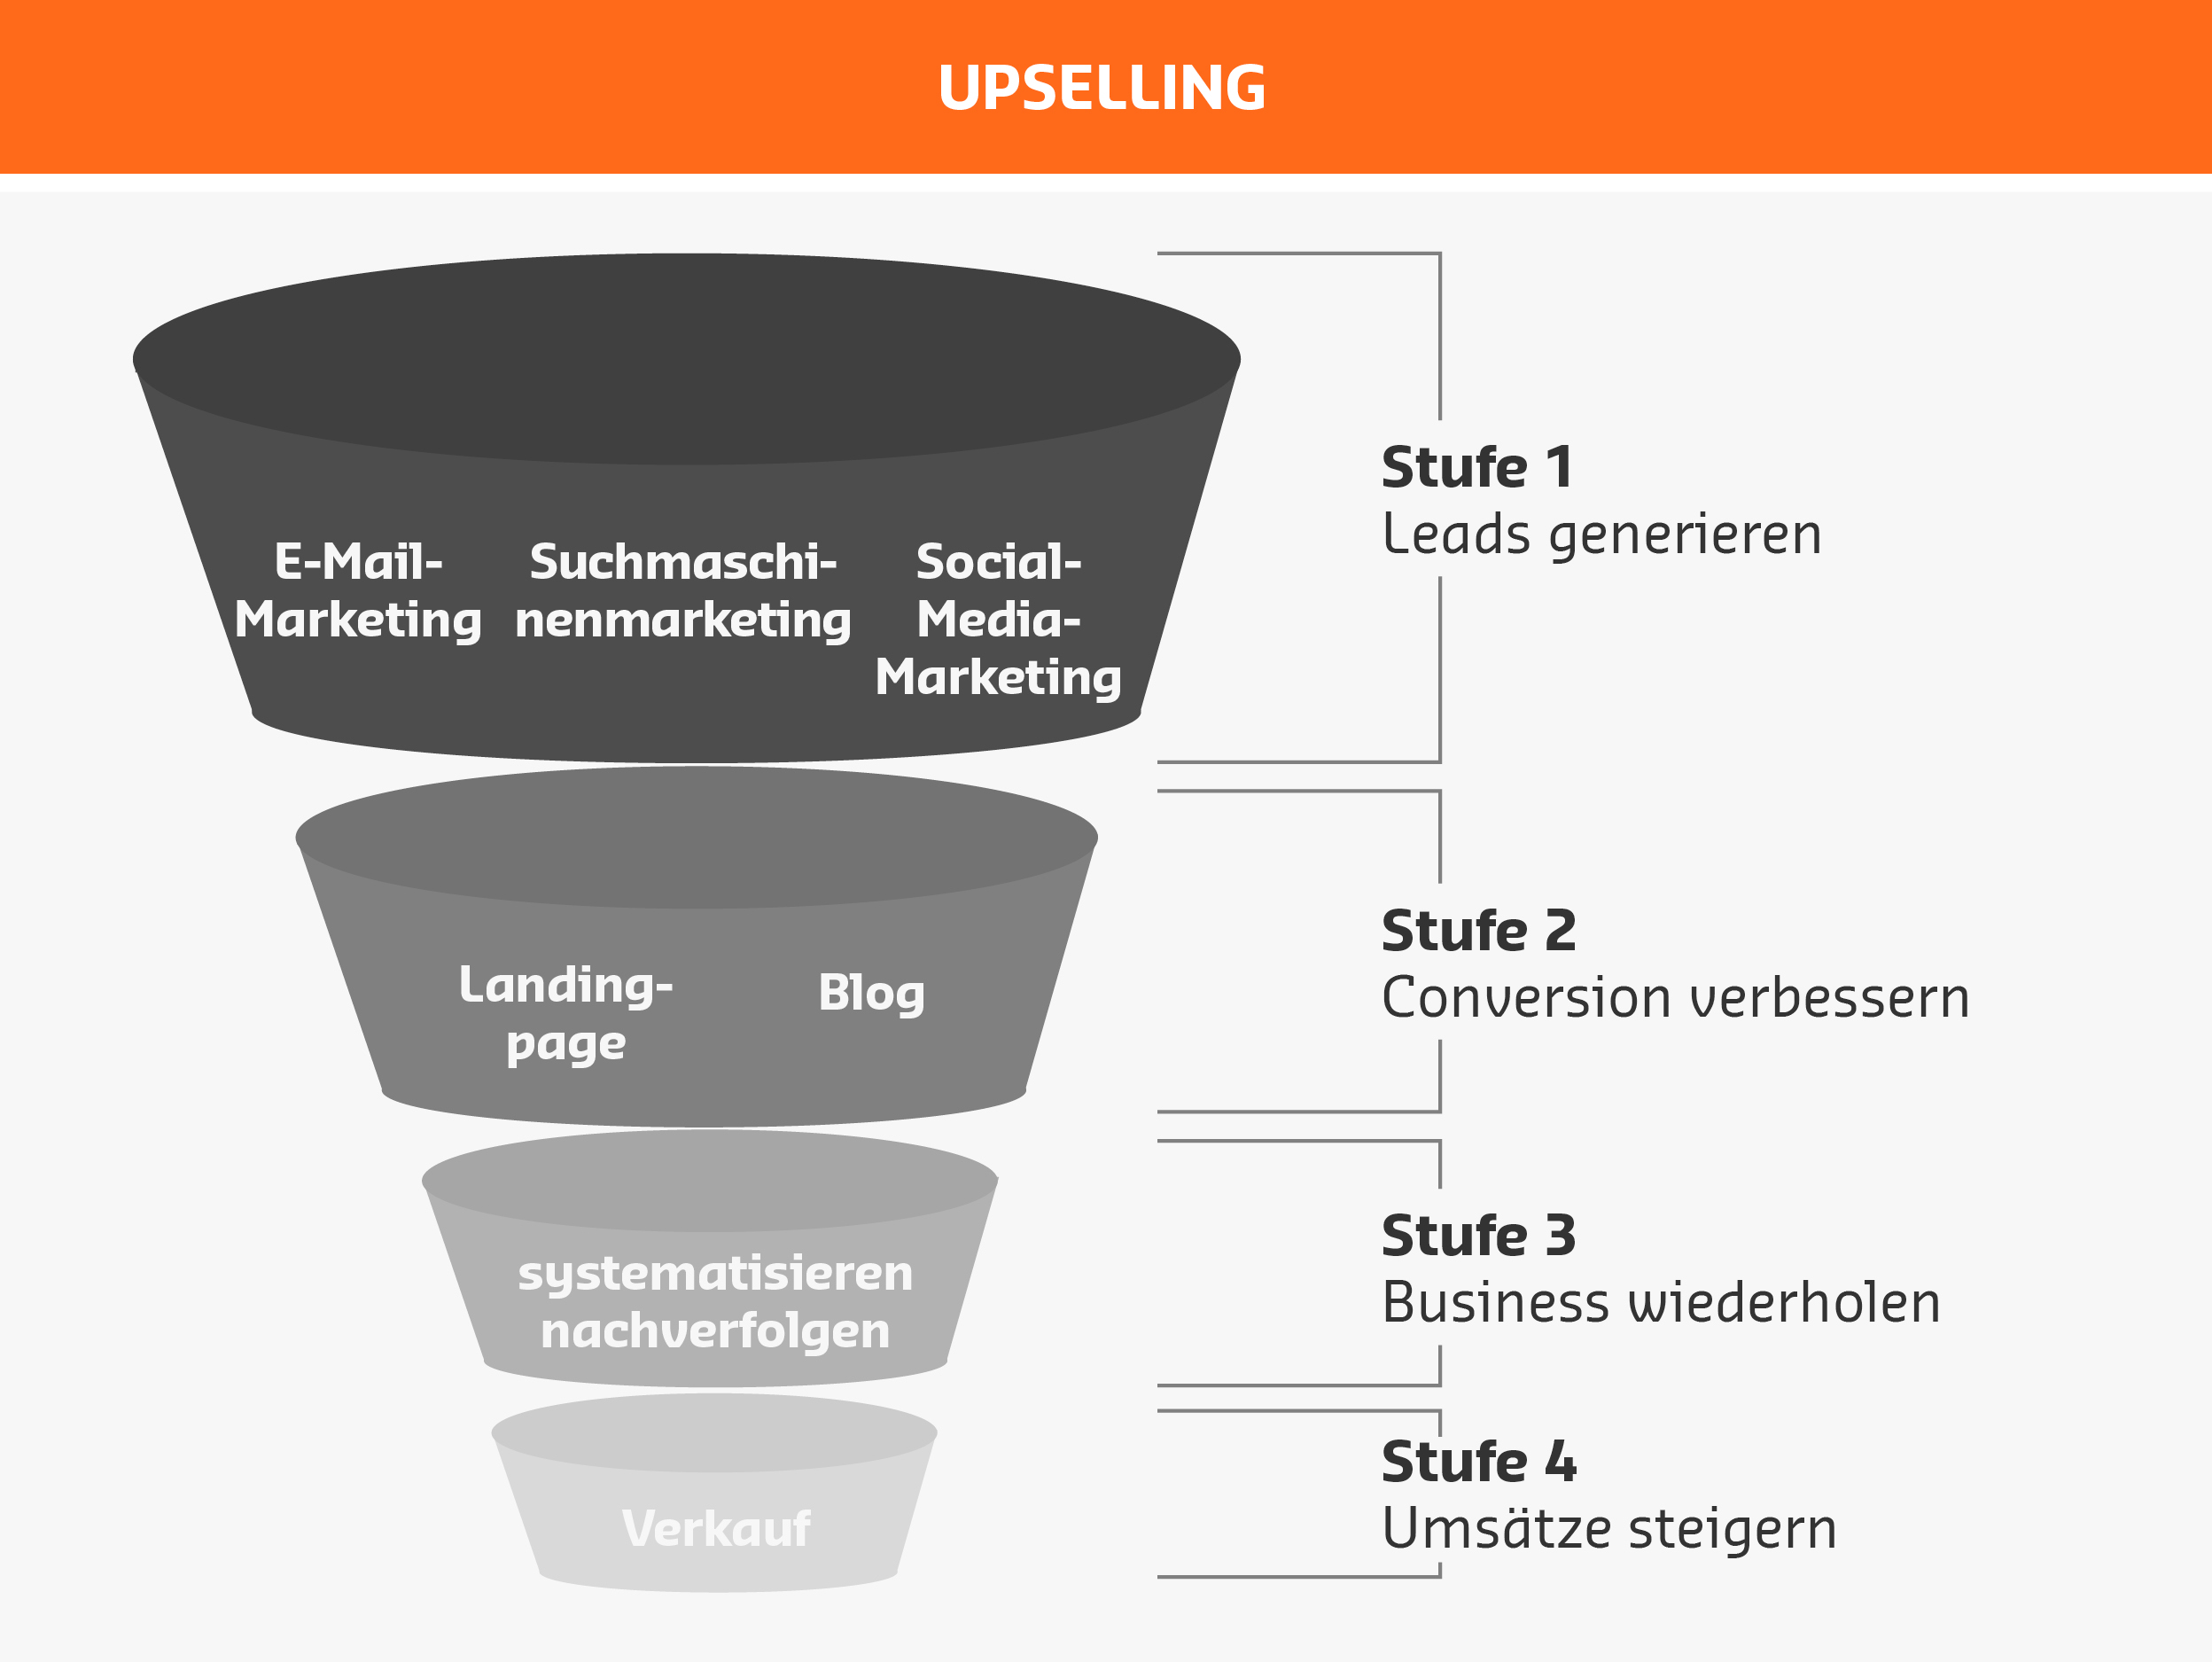 UPSELLING
E-Mail-
Marketing
Suchmaschi-
nenmarketing
Social-
Media-
Marketing
Stufe 1
Leads generieren
Landing-
page
Blog
Stufe 2
Conversion verbessern
systematisieren
nachverfolgen
Stufe 3
Business wiederholen
Verkauf
Stufe 4
Umsätze steigern